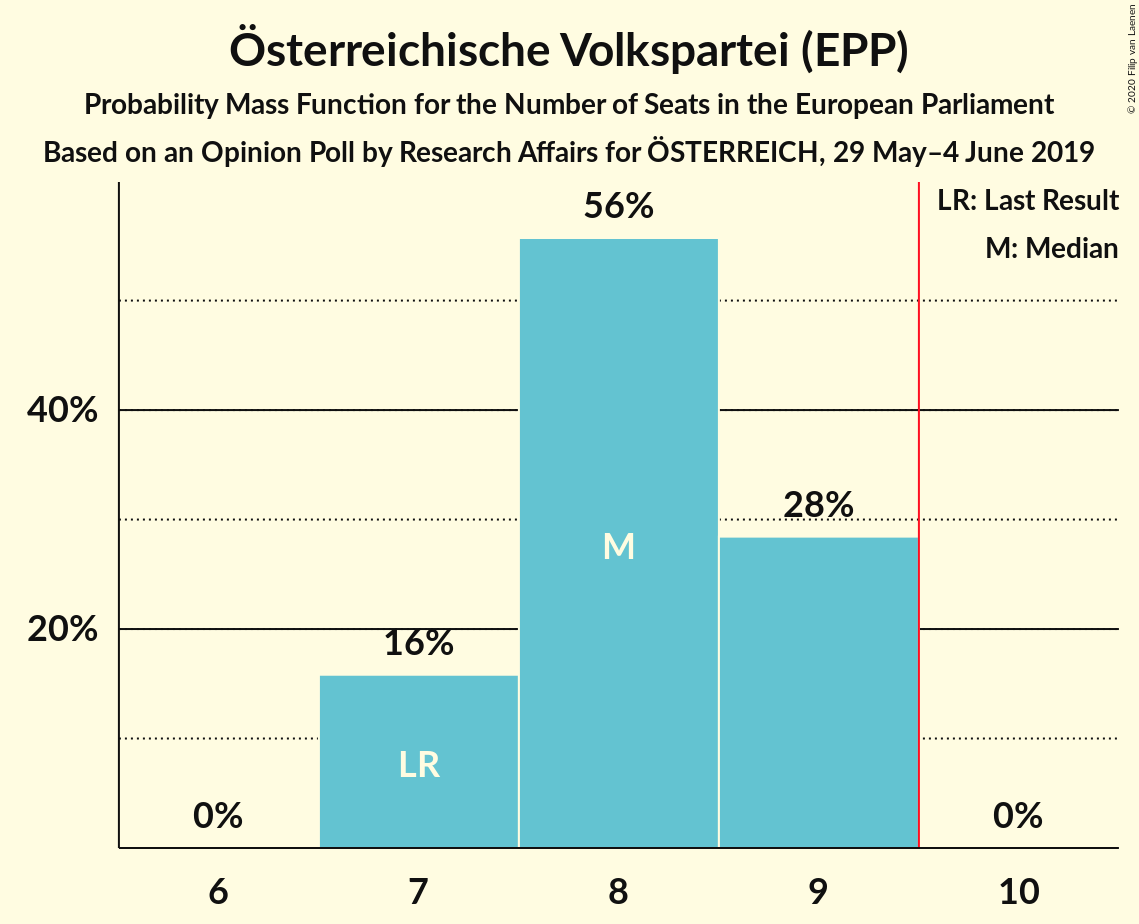 Österreichische Volkspartei (EPP)
Probability Mass Function for the Number of Seats in the European Parliament
Based on an Opinion Poll by Research Affairs for ÖSTERREICH, 29 May–4 June 2019
© 2020 Filip van Laenen
LR: Last Result
M: Median
56%
40%
28%
M
20%
16%
LR
0%
0%
6
7
8
9
10